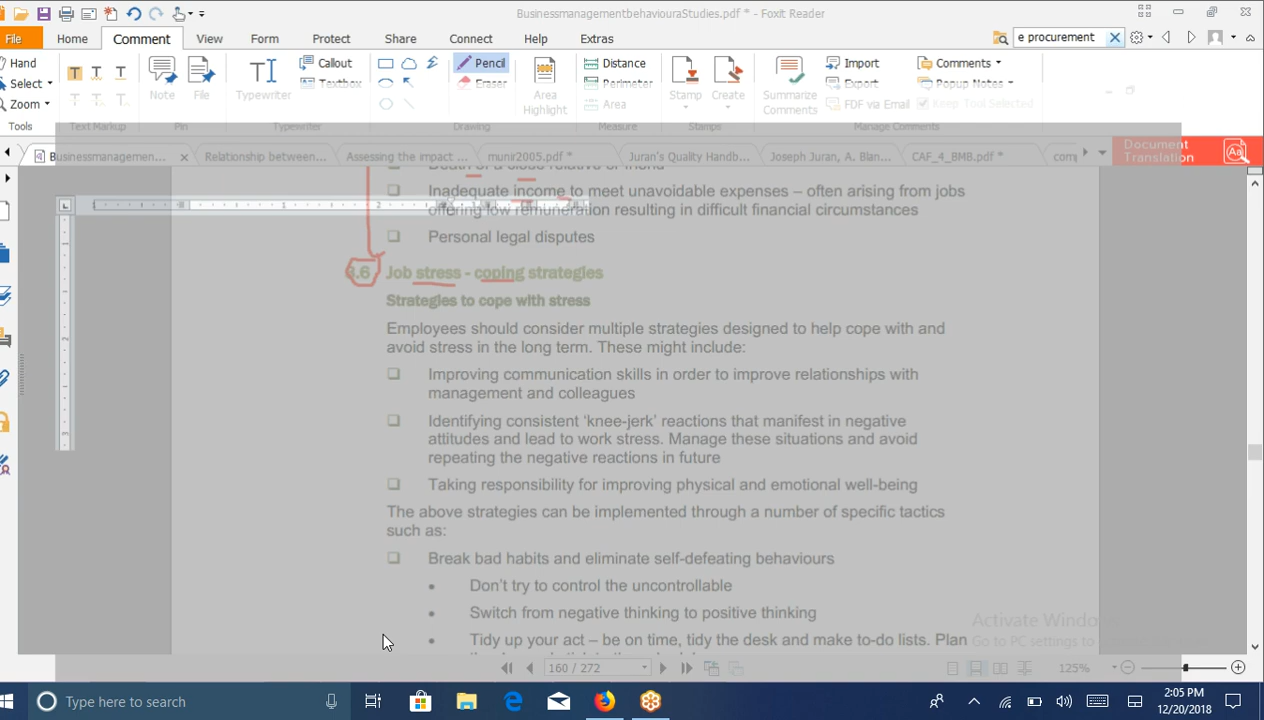 BusinessmanagementbehaviouraStudies.pdf * - Foxit Reader
File Home Comment View Form Protect Share Connect Help Extras e procurement
Hand Callout Pencil Distance Import Comments
Select Textbox Eraser Perimeter Export Popup Notes
Zoom Note File Typewriter Area Highlight Area Stamp Create Summarize Comments FDF via Email Keep Tool Selected
Tools Text Markup Pin Typewriter Drawing Measure Stamps Manage Comments
Businessmanagemen... Relationship between... Assessing the impact ... munir2005.pdf * Juran's Quality Handb... Joseph Juran, A. Blan... CAF_4_BMB.pdf * Document Translation
Death of a close relative or friend
Inadequate income to meet unavoidable expenses – often arising from jobs
offering low remuneration resulting in difficult financial circumstances
Personal legal disputes
3.6 Job stress - coping strategies
Strategies to cope with stress
Employees should consider multiple strategies designed to help cope with and
avoid stress in the long term. These might include:
Improving communication skills in order to improve relationships with
management and colleagues
Identifying consistent ‘knee-jerk’ reactions that manifest in negative
attitudes and lead to work stress. Manage these situations and avoid
repeating the negative reactions in future
Taking responsibility for improving physical and emotional well-being
The above strategies can be implemented through a number of specific tactics
such as:
Break bad habits and eliminate self-defeating behaviours
Don’t try to control the uncontrollable
Switch from negative thinking to positive thinking
Tidy up your act – be on time, tidy the desk and make to-do lists. Plan
Activate Windo
Go to PC settings to
160 / 272 125%
Type here to search 2:05 PM
12/20/2018